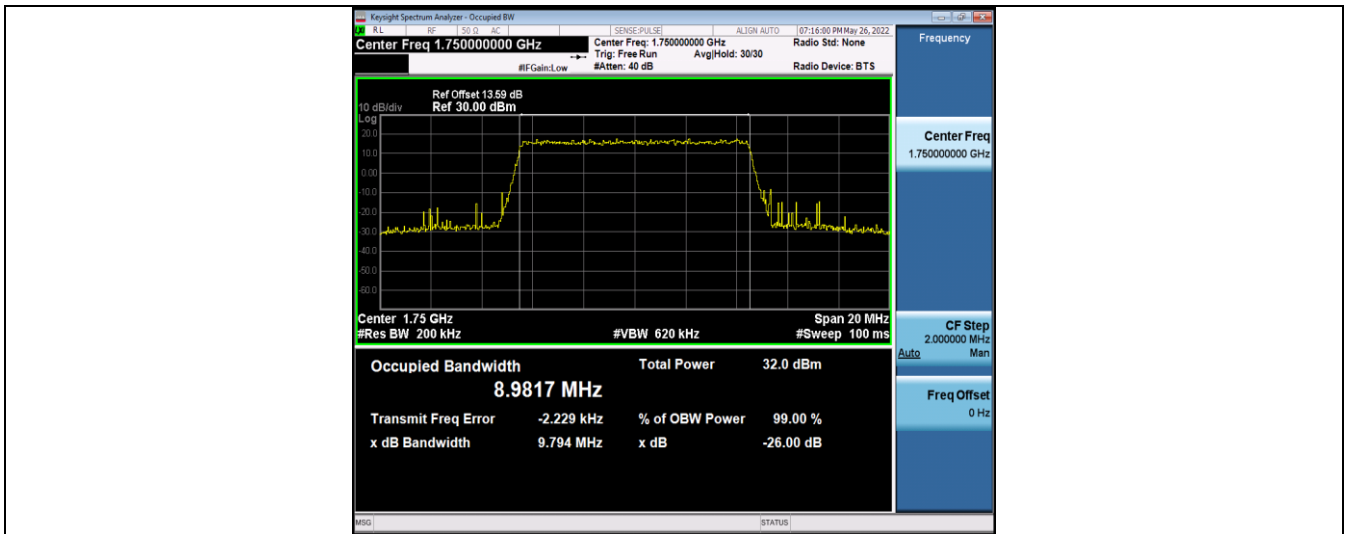 Keysight Spectrum Analyzer - Occupied BW
RL RF 50 Ω AC SENSE:PULSE ALIGN AUTO 07:16:00 PM May 26, 2022
Center Freq 1.750000000 GHz
Center Freq: 1.750000000 GHz Radio Std: None
Trig: Free Run Avg|Hold: 30/30
#IFGain:Low #Atten: 40 dB Radio Device: BTS
Ref Offset 13.59 dB
10 dB/div Ref 30.00 dBm
Log
20.0
10.0
0.00
-10.0
-20.0
-30.0
-40.0
-50.0
-60.0
Center 1.75 GHz Span 20 MHz
#Res BW 200 kHz #VBW 620 kHz #Sweep 100 ms
Occupied Bandwidth Total Power 32.0 dBm
8.9817 MHz
Transmit Freq Error -2.229 kHz % of OBW Power 99.00 %
x dB Bandwidth 9.794 MHz x dB -26.00 dB
MSG STATUS
Frequency
Center Freq
1.750000000 GHz
CF Step
2.000000 MHz
Auto Man
Freq Offset
0 Hz